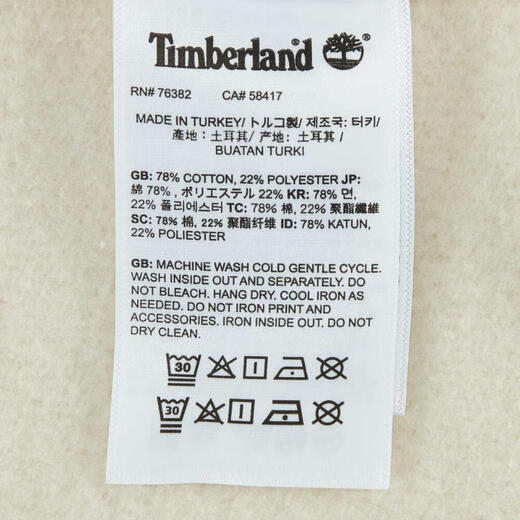 Timberland
RN# 76382 CA# 58417
MADE IN TURKEY/ トルコ製/ 제조국: 터키/
產地: 土耳其 / 产地: 土耳其 /
BUATAN TURKI
GB: 78% COTTON, 22% POLYESTER JP:
綿 78% , ポリエステル 22% KR: 78% 면,
22% 폴리에스터 TC: 78% 棉, 22% 聚酯纖維
SC: 78% 棉, 22% 聚酯纤维 ID: 78% KATUN,
22% POLIESTER
GB: MACHINE WASH COLD GENTLE CYCLE.
WASH INSIDE OUT AND SEPARATELY. DO
NOT BLEACH. HANG DRY. COOL IRON AS
NEEDED. DO NOT IRON PRINT AND
ACCESSORIES. IRON INSIDE OUT. DO NOT
DRY CLEAN.
30
30